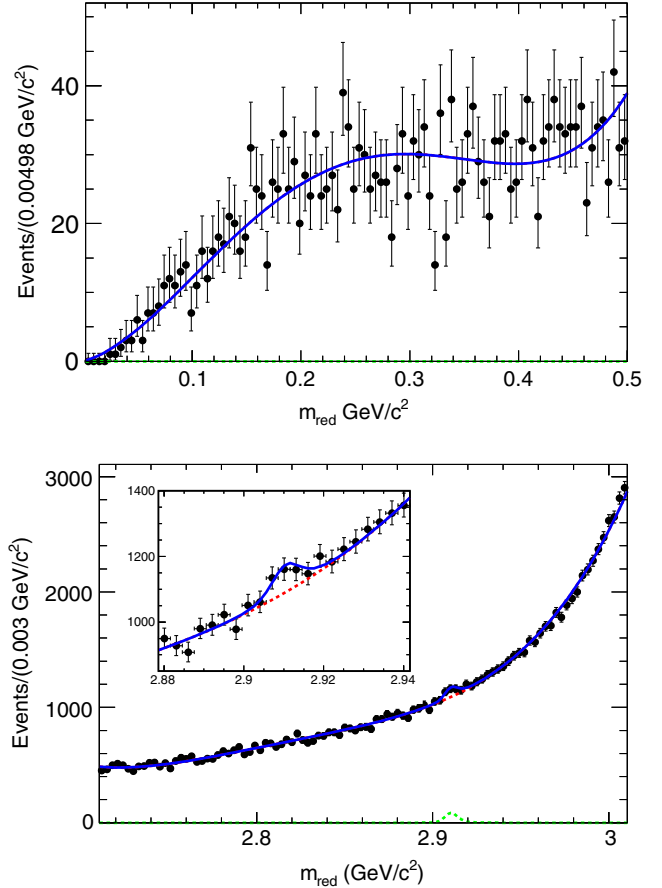 Events/(0.00498 GeV/c²)
40
20
0
0.1 0.2 0.3 0.4 0.5
m_red GeV/c²
Events/(0.003 GeV/c²)
3000
2000
1000
0
1400
1200
1000
2.88 2.9 2.92 2.94
2.8 2.9 3
m_red (GeV/c²)